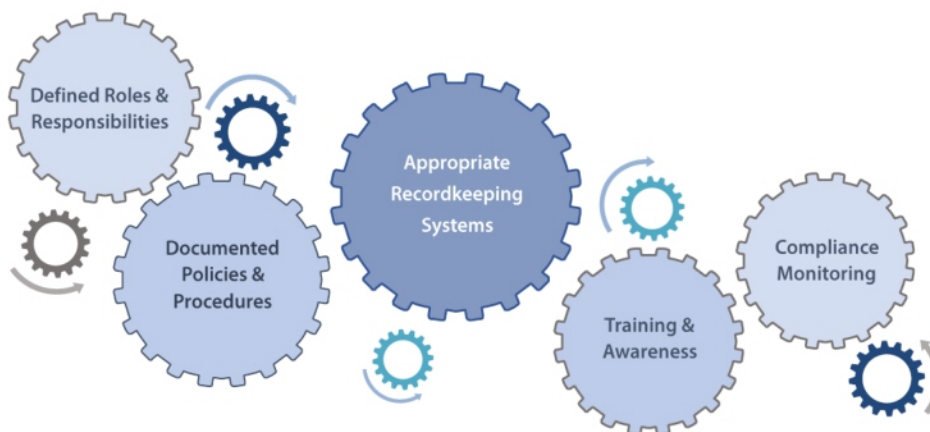 Defined Roles &
Responsibilities
Documented
Policies &
Procedures
Appropriate
Recordkeeping
Systems
Training &
Awareness
Compliance
Monitoring